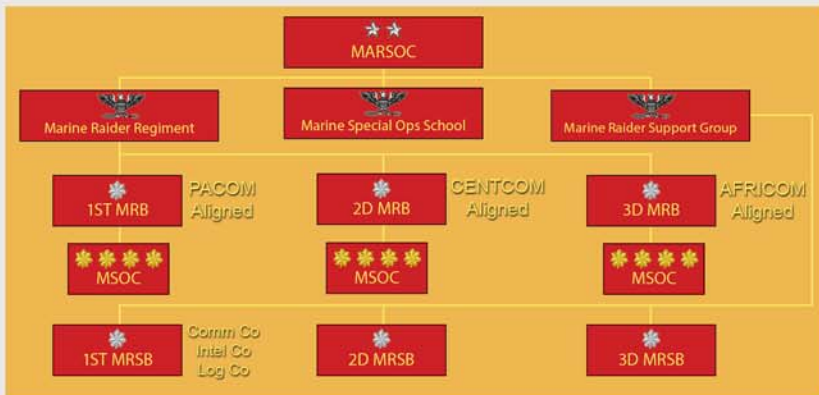 MARSOC
Marine Raider Regiment
Marine Special Ops School
Marine Raider Support Group
1ST MRB
PACOM
Aligned
2D MRB
CENTCOM
Aligned
3D MRB
AFRICOM
Aligned
MSOC
MSOC
MSOC
1ST MRSB
Comm Co
Intel Co
Log Co
2D MRSB
3D MRSB